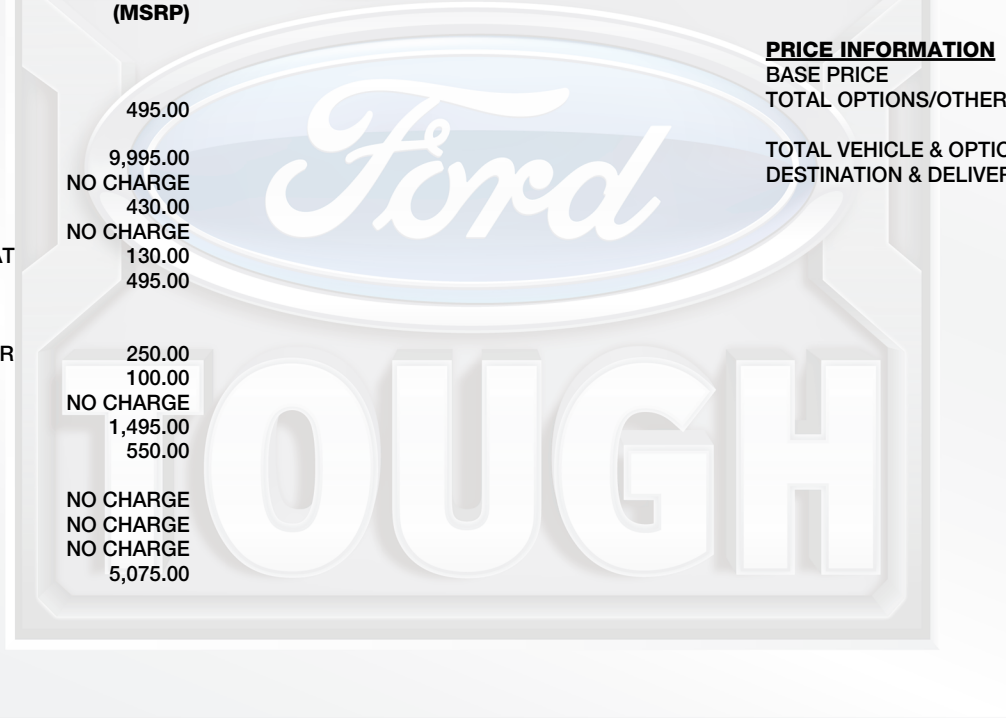 (MSRP)
495.00
9,995.00
NO CHARGE
430.00
NO CHARGE
AT 130.00
495.00
R 250.00
100.00
NO CHARGE
1,495.00
550.00
NO CHARGE
NO CHARGE
NO CHARGE
5,075.00
PRICE INFORMATION
BASE PRICE
TOTAL OPTIONS/OTHER
TOTAL VEHICLE & OPTIO
DESTINATION & DELIVER
Ford
TOUGH